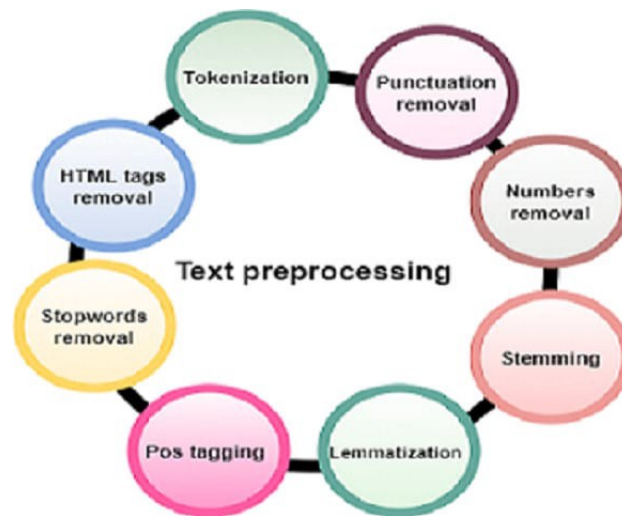 Tokenization
Punctuation
removal
HTML tags
removal
Numbers
removal
Text preprocessing
Stopwords
removal
Stemming
Pos tagging
Lemmatization